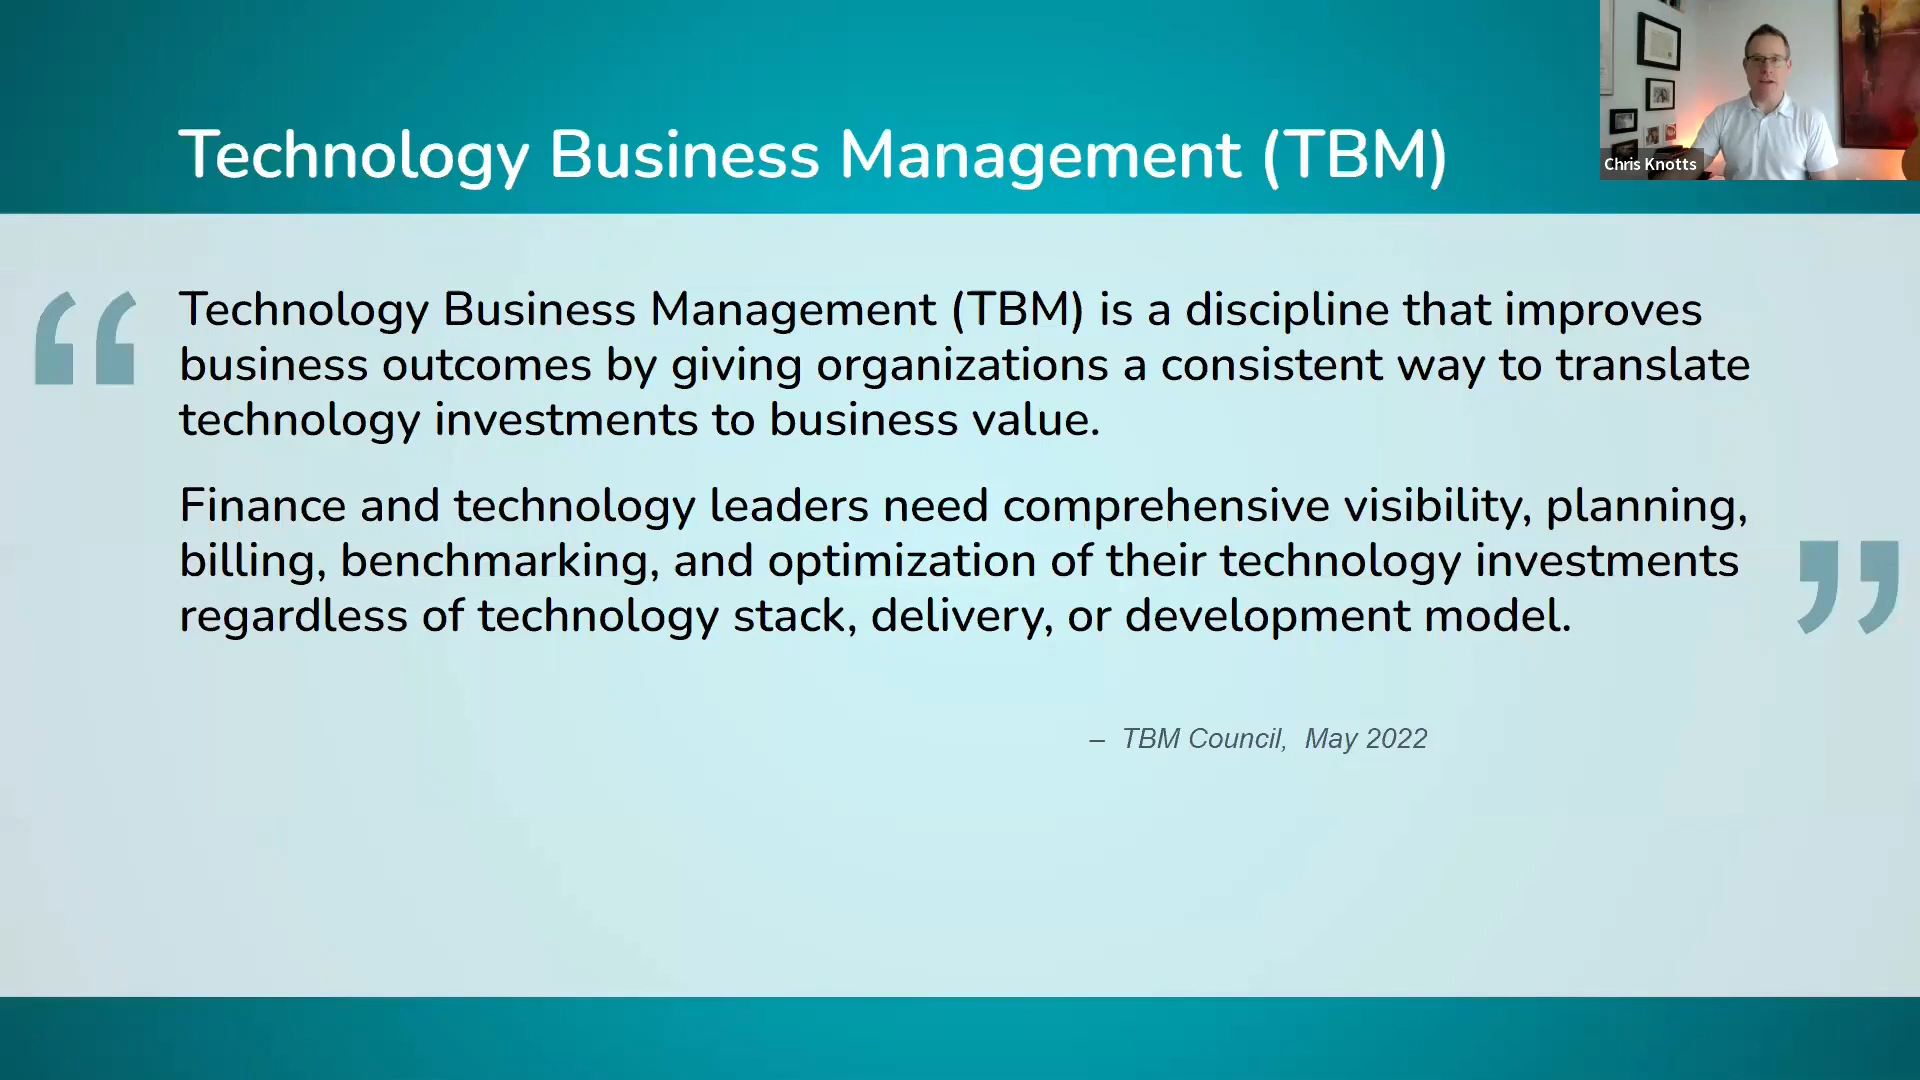 Technology Business Management (TBM)
Chris Knotts
“
Technology Business Management (TBM) is a discipline that improves
business outcomes by giving organizations a consistent way to translate
technology investments to business value.
Finance and technology leaders need comprehensive visibility, planning,
billing, benchmarking, and optimization of their technology investments
regardless of technology stack, delivery, or development model.
”
– TBM Council, May 2022